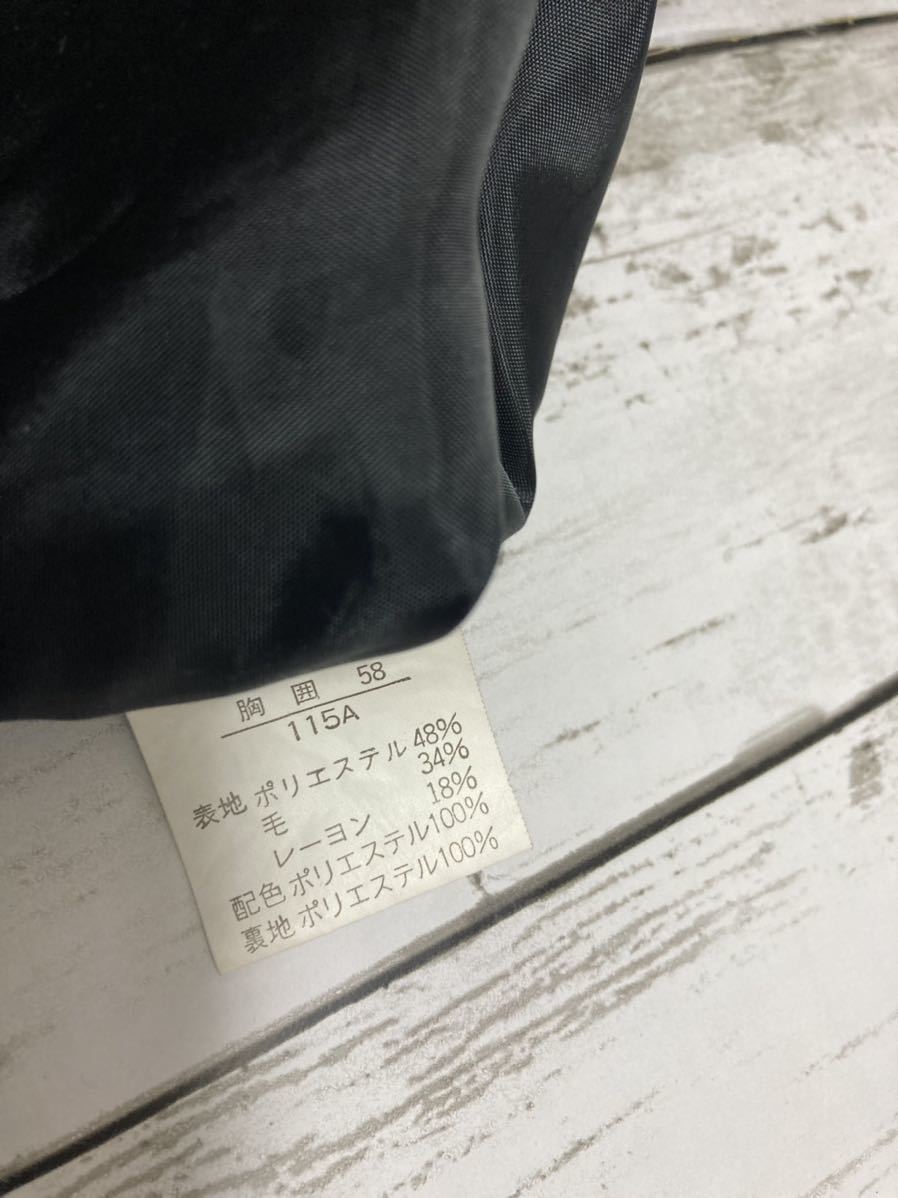 胸囲 58
115A
表地 ポリエステル 48%
毛 34%
レーヨン 18%
配色 ポリエステル100%
裏地 ポリエステル100%